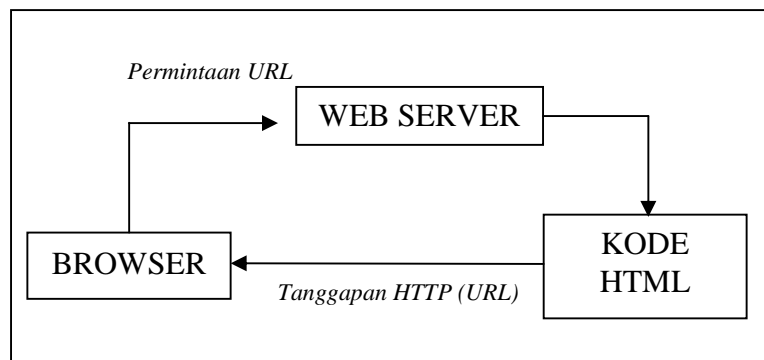 Permintaan URL
WEB SERVER
BROWSER
KODE
HTML
Tanggapan HTTP (URL)